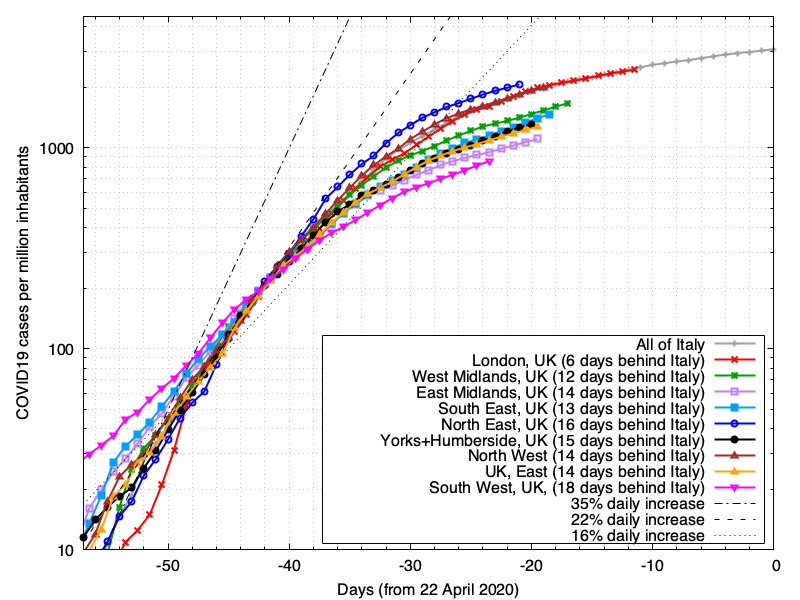 COVID19 cases per million inhabitants
1000
100
10
All of Italy
London, UK (6 days behind Italy)
West Midlands, UK (12 days behind Italy)
East Midlands, UK (14 days behind Italy)
South East, UK (13 days behind Italy)
North East, UK (16 days behind Italy)
Yorks+Humberside, UK (15 days behind Italy)
North West (14 days behind Italy)
UK, East (14 days behind Italy)
South West, UK, (18 days behind Italy)
35% daily increase
22% daily increase
16% daily increase
-50 -40 -30 -20 -10 0
Days (from 22 April 2020)